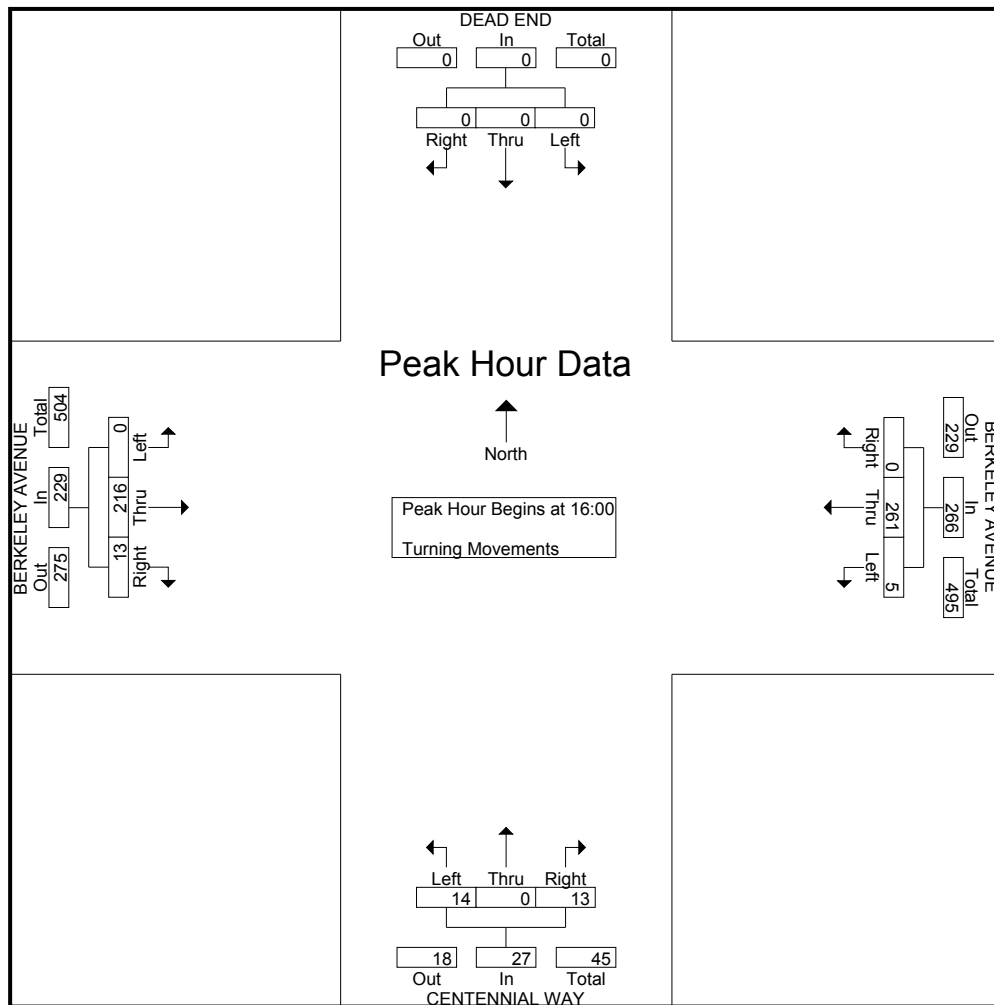 DEAD END
Out In Total
0 0 0
0 0 0
Right Thru Left
Peak Hour Data
North
Peak Hour Begins at 16:00
Turning Movements
BERKELEY AVENUE
Out In Total
275 229 504
13 216 0
Right Thru Left
BERKELEY AVENUE
Out In Total
229 266 495
0 261 5
Right Thru Left
Left Thru Right
14 0 13
18 27 45
Out In Total
CENTENNIAL WAY